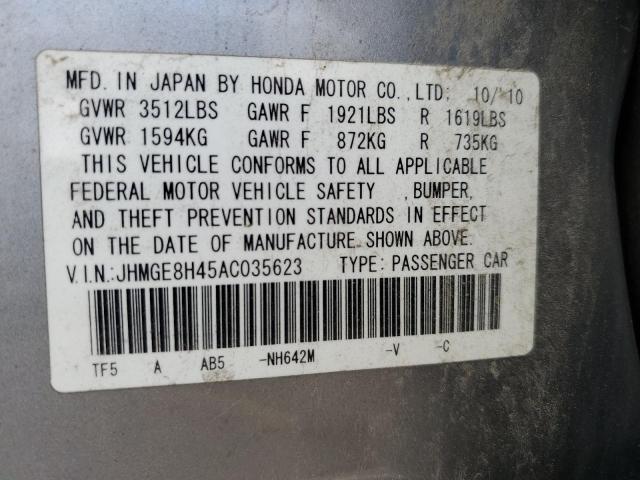 MFD. IN JAPAN BY HONDA MOTOR CO., LTD: 10/'10
GVWR 3512LBS GAWR F 1921LBS R 1619LBS
GVWR 1594KG GAWR F 872KG R 735KG
THIS VEHICLE CONFORMS TO ALL APPLICABLE
FEDERAL MOTOR VEHICLE SAFETY , BUMPER,
AND THEFT PREVENTION STANDARDS IN EFFECT
ON THE DATE OF MANUFACTURE SHOWN ABOVE.
V.I.N.:JHMGE8H45AC035623 TYPE: PASSENGER CAR
TF5 A AB5 -NH642M -V -C